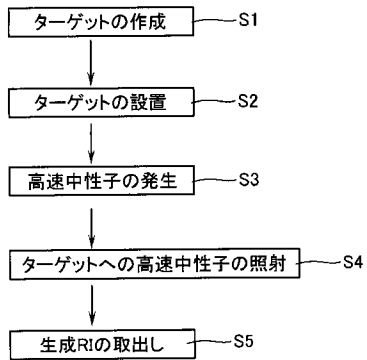 ターゲットの作成 S1
ターゲットの設置 S2
高速中性子の発生 S3
ターゲットへの高速中性子の照射 S4
生成RIの取出し S5